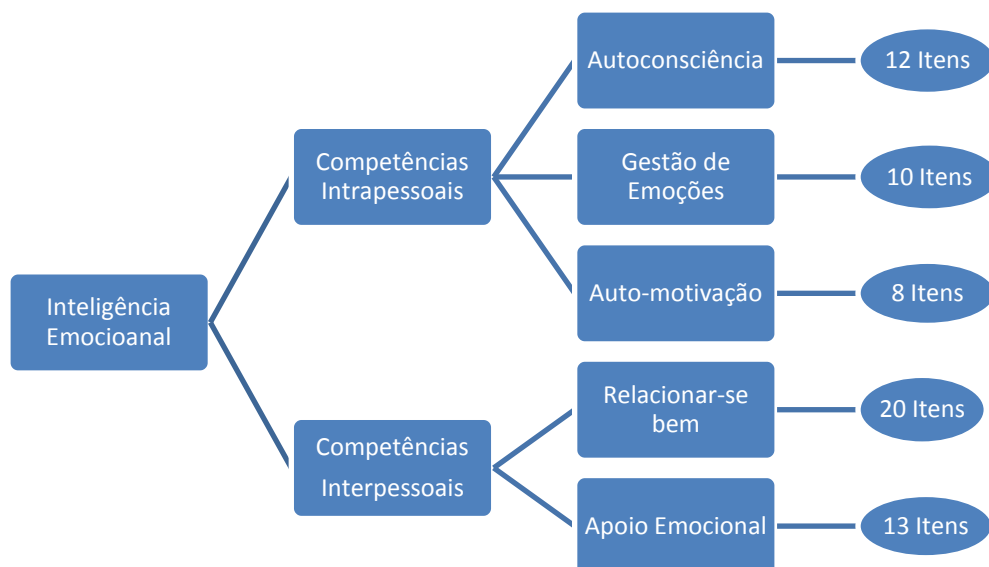 Inteligência
Emocioanal
Competências
Intrapessoais
Autoconsciência
12 Itens
Gestão de
Emoções
10 Itens
Auto-motivação
8 Itens
Competências
Interpessoais
Relacionar-se
bem
20 Itens
Apoio Emocional
13 Itens